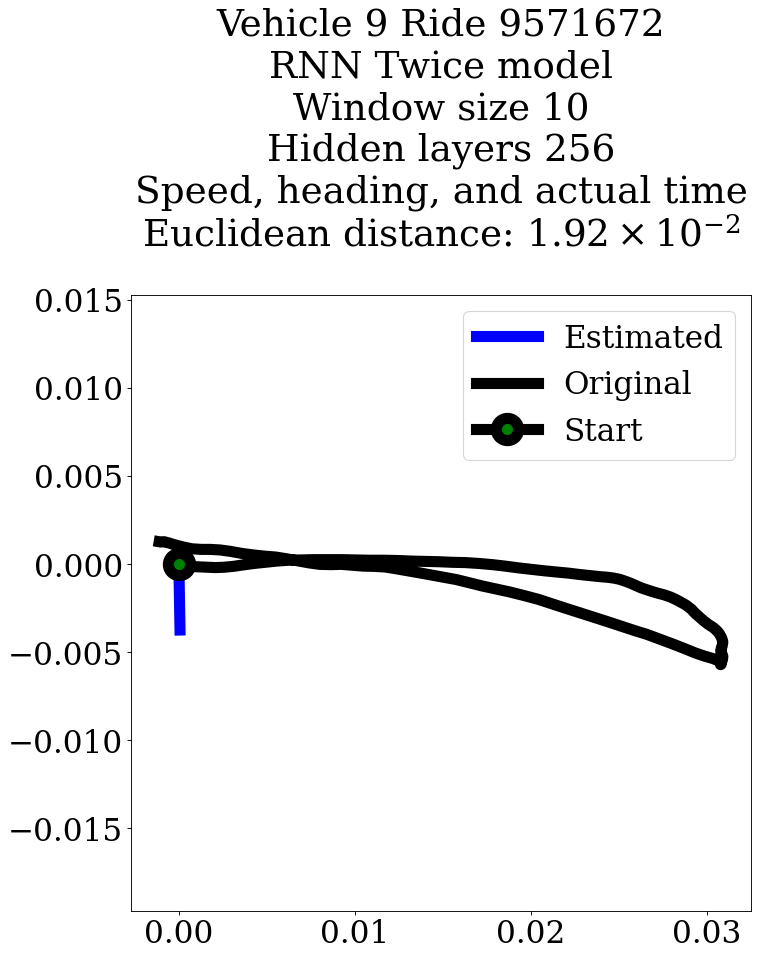 Vehicle 9 Ride 9571672
RNN Twice model
Window size 10
Hidden layers 256
Speed, heading, and actual time
Euclidean distance: 1.92 × 10⁻²
0.015
0.010
0.005
0.000
−0.005
−0.010
−0.015
Estimated
Original
Start
0.00 0.01 0.02 0.03